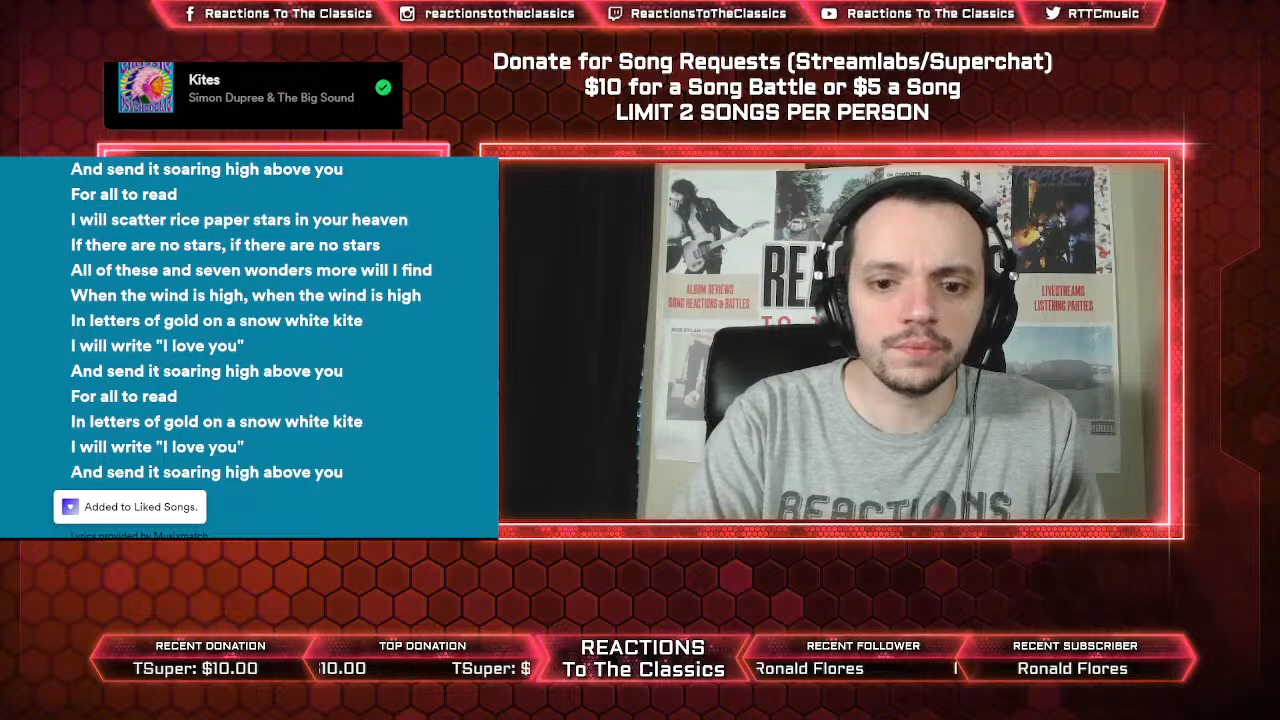 Reactions To The Classics
reactionstotheclassics
ReactionsToTheClassics
Reactions To The Classics
RTTCmusic
Kites
Simon Dupree & The Big Sound
Donate for Song Requests (Streamlabs/Superchat)
$10 for a Song Battle or $5 a Song
LIMIT 2 SONGS PER PERSON
And send it soaring high above you
For all to read
I will scatter rice paper stars in your heaven
If there are no stars, if there are no stars
All of these and seven wonders more will I find
When the wind is high, when the wind is high
In letters of gold on a snow white kite
I will write "I love you"
And send it soaring high above you
For all to read
In letters of gold on a snow white kite
I will write "I love you"
And send it soaring high above you
Added to Liked Songs.
Lyrics provided by Musixmatch
ALBUM REVIEWS
SONG REACTIONS & BATTLES
LIVESTREAMS
LISTENING PARTIES
REACTIONS
RECENT DONATION
TSuper: $10.00
TOP DONATION
10.00 TSuper: $
REACTIONS
To The Classics
RECENT FOLLOWER
Ronald Flores
RECENT SUBSCRIBER
Ronald Flores